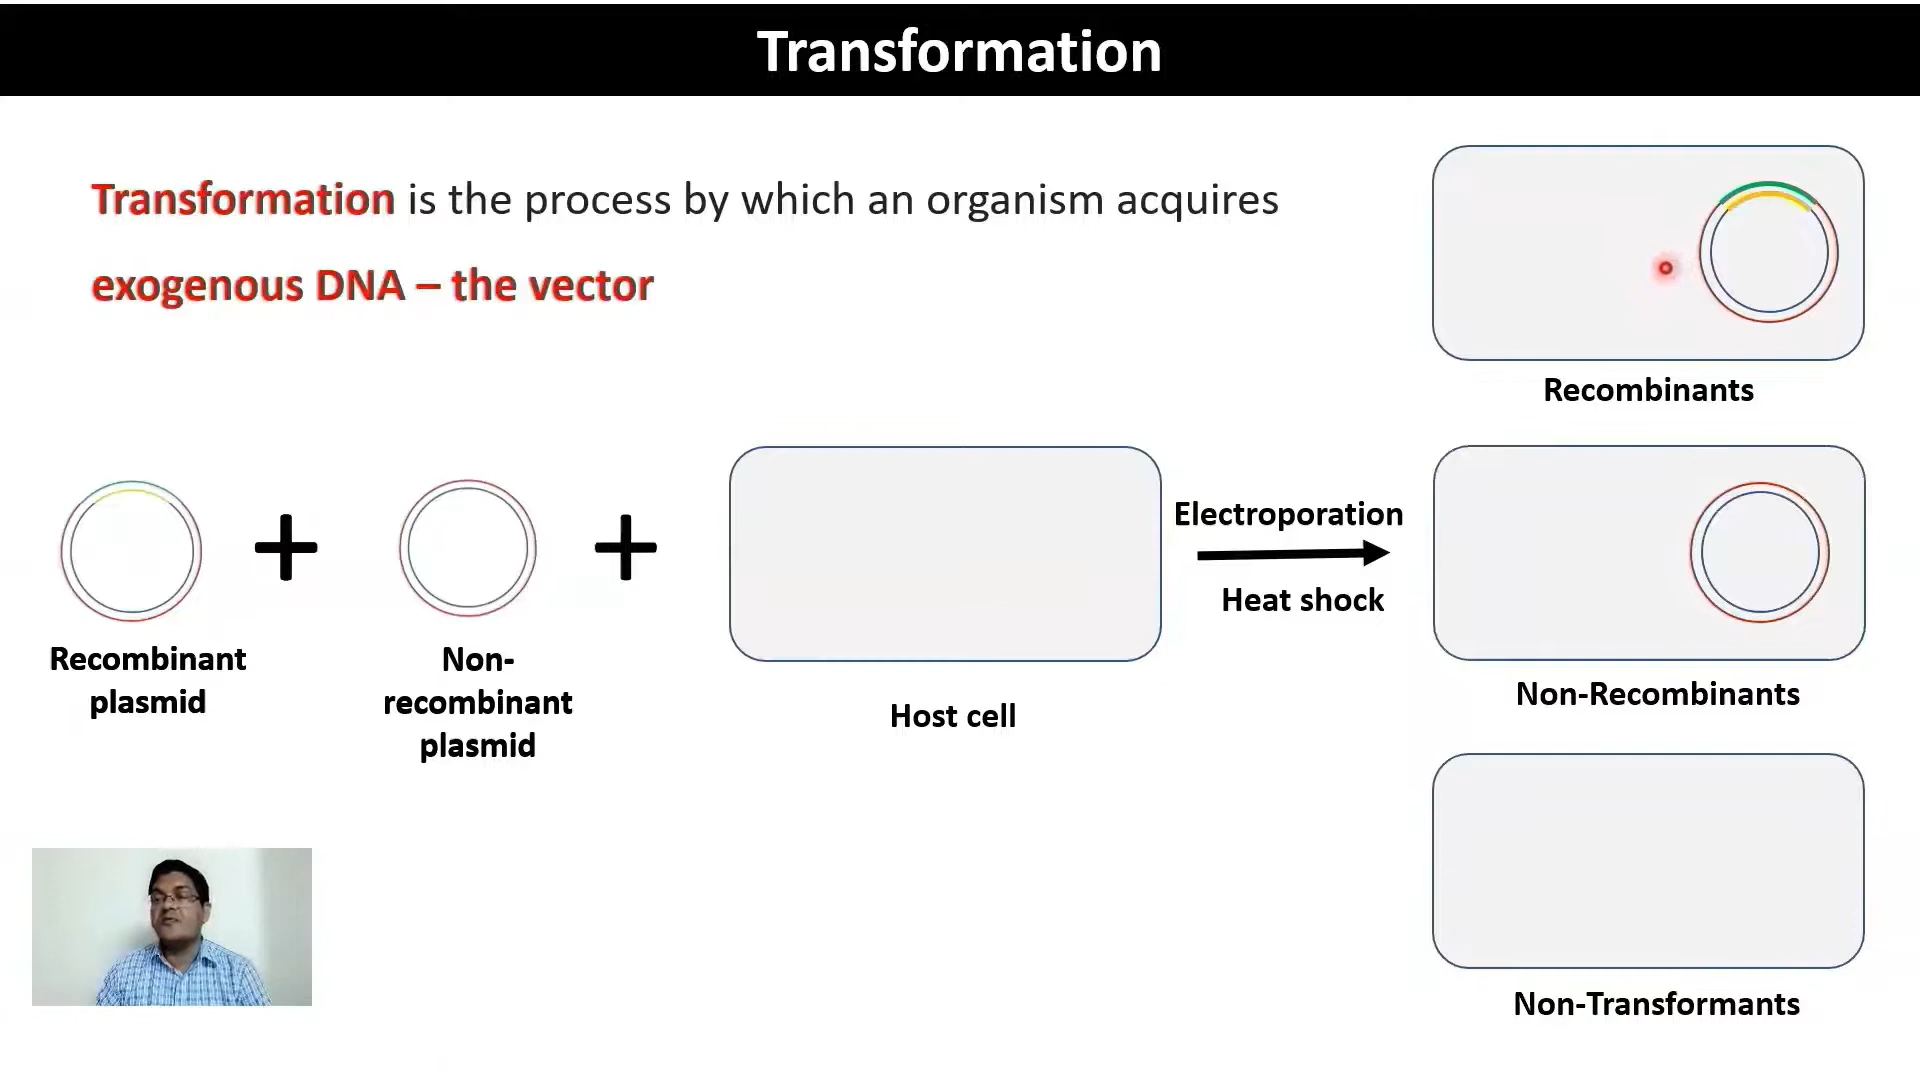 Transformation
Transformation is the process by which an organism acquires
exogenous DNA – the vector
Recombinants
Electroporation
Heat shock
Recombinant
plasmid
Non-
recombinant
plasmid
Host cell
Non-Recombinants
Non-Transformants